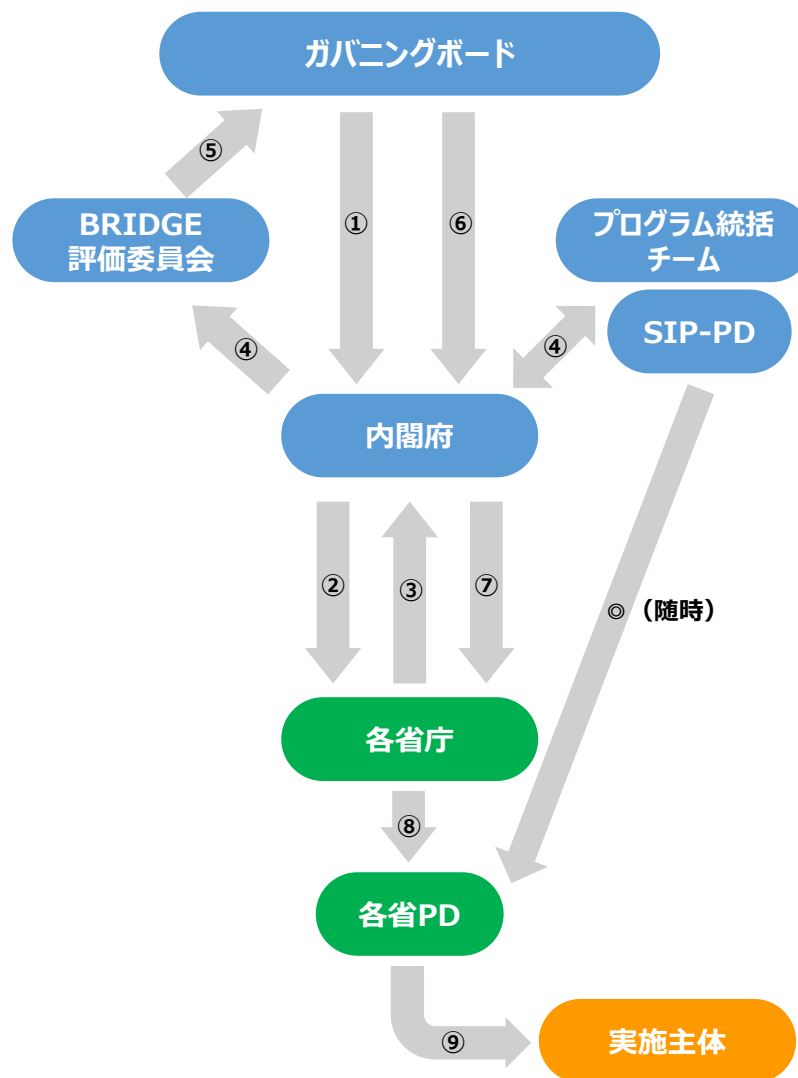 ガバニングボード
⑤
①
⑥
BRIDGE
評価委員会
プログラム統括
チーム
SIP-PD
④
④
内閣府
②
③
⑦
◎（随時）
各省庁
⑧
各省PD
⑨
実施主体